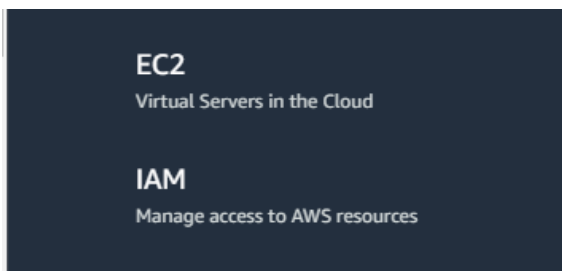 EC2
Virtual Servers in the Cloud
IAM
Manage access to AWS resources